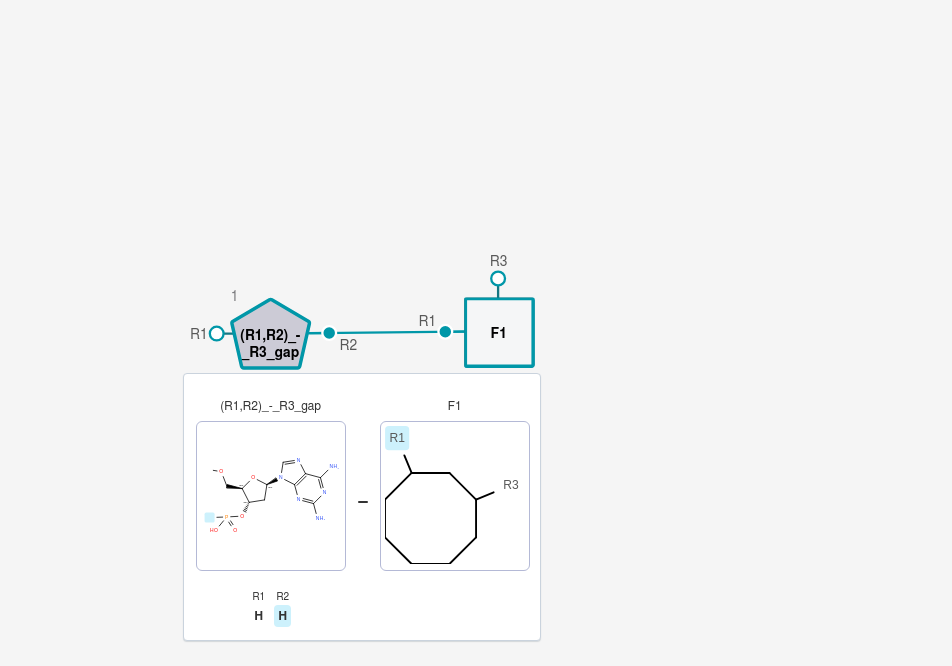 R3
1
R1
(R1,R2)_-
_R3_gap
R2
R1
F1
(R1,R2)_-_R3_gap
F1
R1
R3
O
O
O
P
HO
O
N
N
N
N
NH₂
NH₂
–
R1 R2
H H